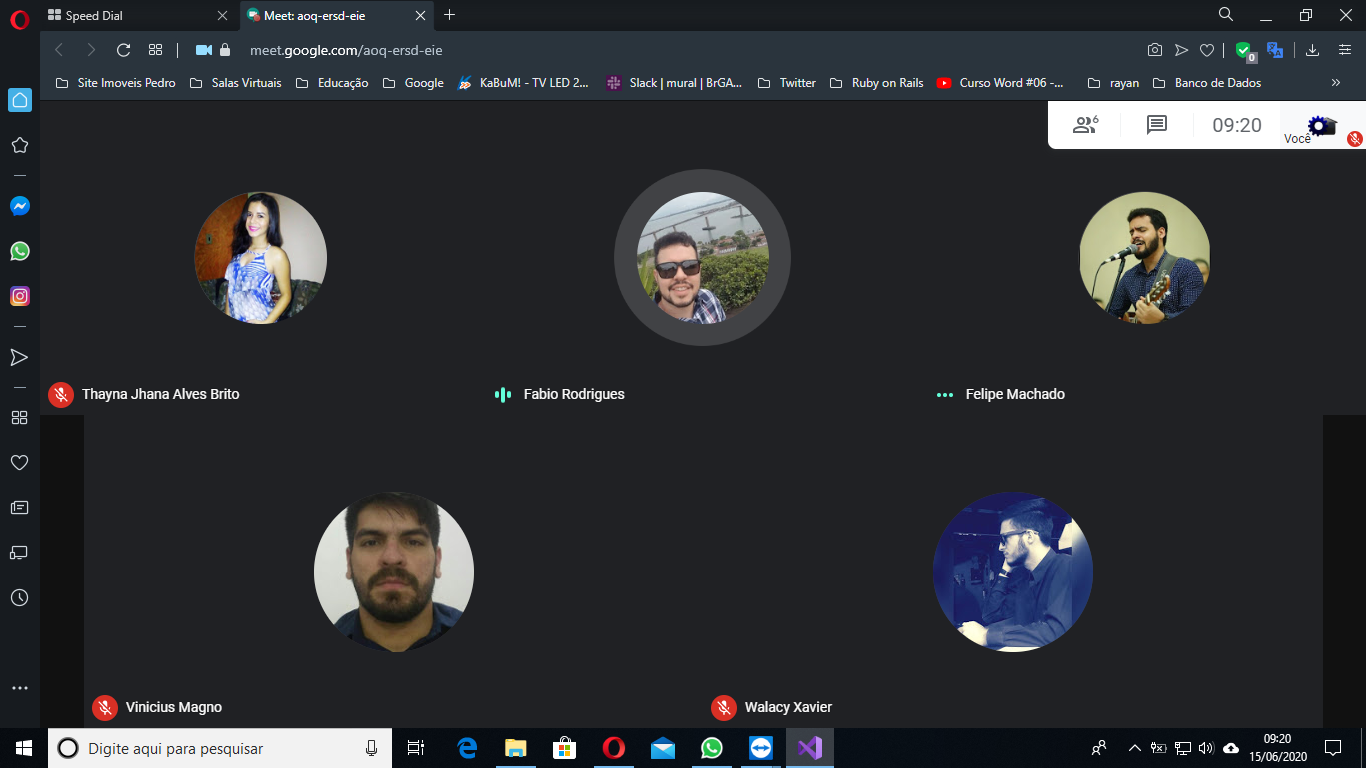 Speed Dial
Meet: aoq-ersd-eie
meet.google.com/aoq-ersd-eie
0
Site Imoveis Pedro
Salas Virtuais
Educação
Google
KaBuM! - TV LED 2...
Slack | mural | BrGA...
Twitter
Ruby on Rails
Curso Word #06 -...
rayan
Banco de Dados
»
6
09:20
Você
Thayna Jhana Alves Brito
Fabio Rodrigues
Felipe Machado
Vinicius Magno
Walacy Xavier
Digite aqui para pesquisar
09:20
15/06/2020